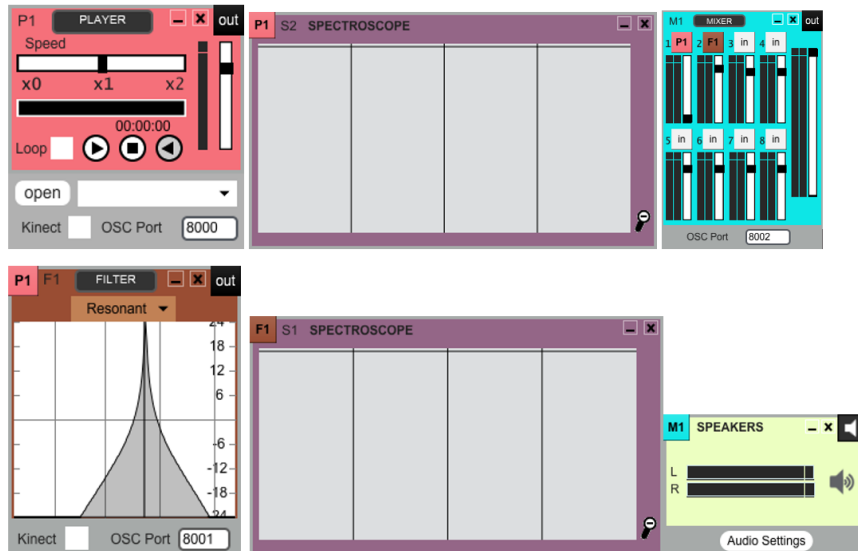 P1 PLAYER out
Speed
x0 x1 x2
00:00:00
Loop
open
Kinect OSC Port 8000
P1 S2 SPECTROSCOPE
M1 MIXER out
1 P1 2 F1 3 in 4 in
5 in 6 in 7 in 8 in
OSC Port 8002
P1 F1 FILTER out
Resonant
24
18
12
6
-6
-12
-18
-24
Kinect OSC Port 8001
F1 S1 SPECTROSCOPE
M1 SPEAKERS
L
R
Audio Settings